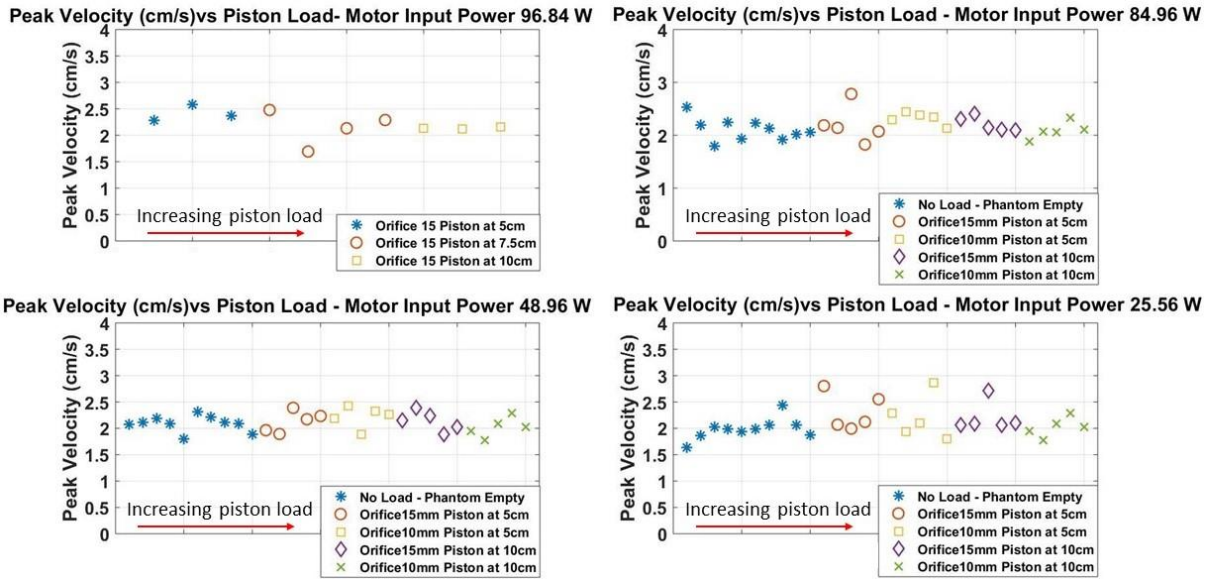 Peak Velocity (cm/s)vs Piston Load- Motor Input Power 96.84 W
4
3.5
3
2.5
2
1.5
1
0.5
0
Peak Velocity (cm/s)
Increasing piston load
Orifice 15 Piston at 5cm
Orifice 15 Piston at 7.5cm
Orifice 15 Piston at 10cm
Peak Velocity (cm/s)vs Piston Load - Motor Input Power 84.96 W
4
3.5
3
2.5
2
1.5
1
0.5
0
Peak Velocity (cm/s)
Increasing piston load
No Load - Phantom Empty
Orifice15mm Piston at 5cm
Orifice10mm Piston at 5cm
Orifice15mm Piston at 10cm
Orifice10mm Piston at 10cm
Peak Velocity (cm/s)vs Piston Load - Motor Input Power 48.96 W
4
3.5
3
2.5
2
1.5
1
0.5
0
Peak Velocity (cm/s)
Increasing piston load
No Load - Phantom Empty
Orifice15mm Piston at 5cm
Orifice10mm Piston at 5cm
Orifice15mm Piston at 10cm
Orifice10mm Piston at 10cm
Peak Velocity (cm/s)vs Piston Load - Motor Input Power 25.56 W
4
3.5
3
2.5
2
1.5
1
0.5
0
Peak Velocity (cm/s)
Increasing piston load
No Load - Phantom Empty
Orifice15mm Piston at 5cm
Orifice10mm Piston at 5cm
Orifice15mm Piston at 10cm
Orifice10mm Piston at 10cm